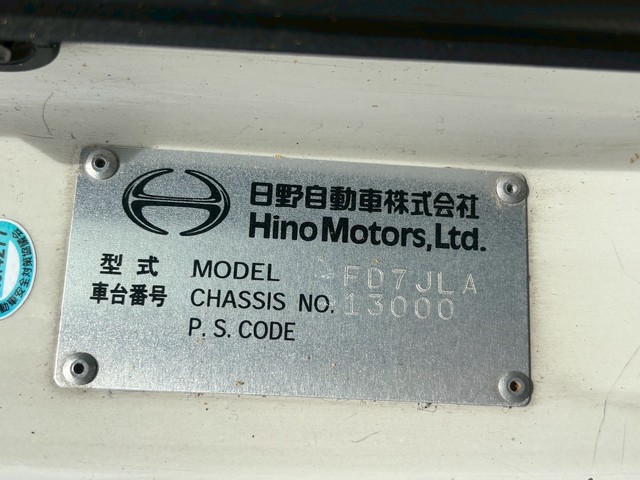 日野自動車株式会社
Hino Motors, Ltd.
型式 MODEL FD7JLA
車台番号 CHASSIS NO. 13000
P. S. CODE